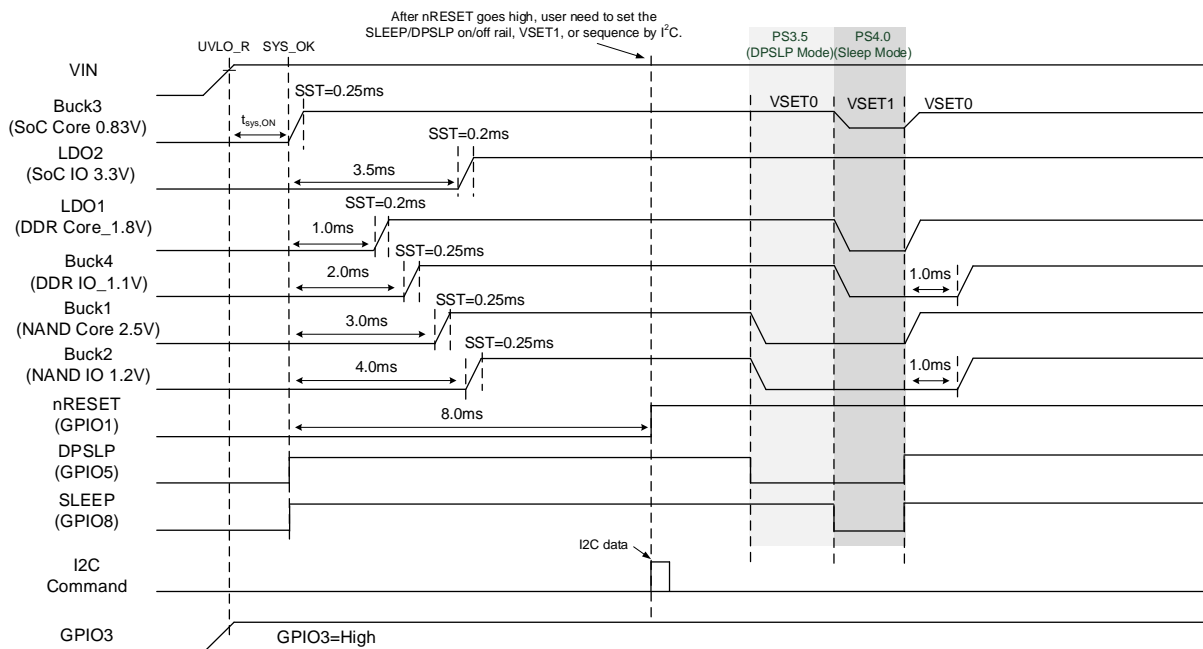 After nRESET goes high, user need to set the
SLEEP/DPSLP on/off rail, VSET1, or sequence by I²C.
PS3.5
(DPSLP Mode)
PS4.0
(Sleep Mode)
UVLO_R
SYS_OK
VIN
Buck3
(SoC Core 0.83V)
tsys,ON
SST=0.25ms
VSET0
VSET1
VSET0
LDO2
(SoC IO 3.3V)
3.5ms
SST=0.2ms
LDO1
(DDR Core_1.8V)
1.0ms
SST=0.2ms
Buck4
(DDR IO_1.1V)
2.0ms
SST=0.25ms
1.0ms
Buck1
(NAND Core 2.5V)
3.0ms
SST=0.25ms
Buck2
(NAND IO 1.2V)
4.0ms
SST=0.25ms
1.0ms
nRESET
(GPIO1)
8.0ms
DPSLP
(GPIO5)
SLEEP
(GPIO8)
I2C data
I2C
Command
GPIO3
GPIO3=High